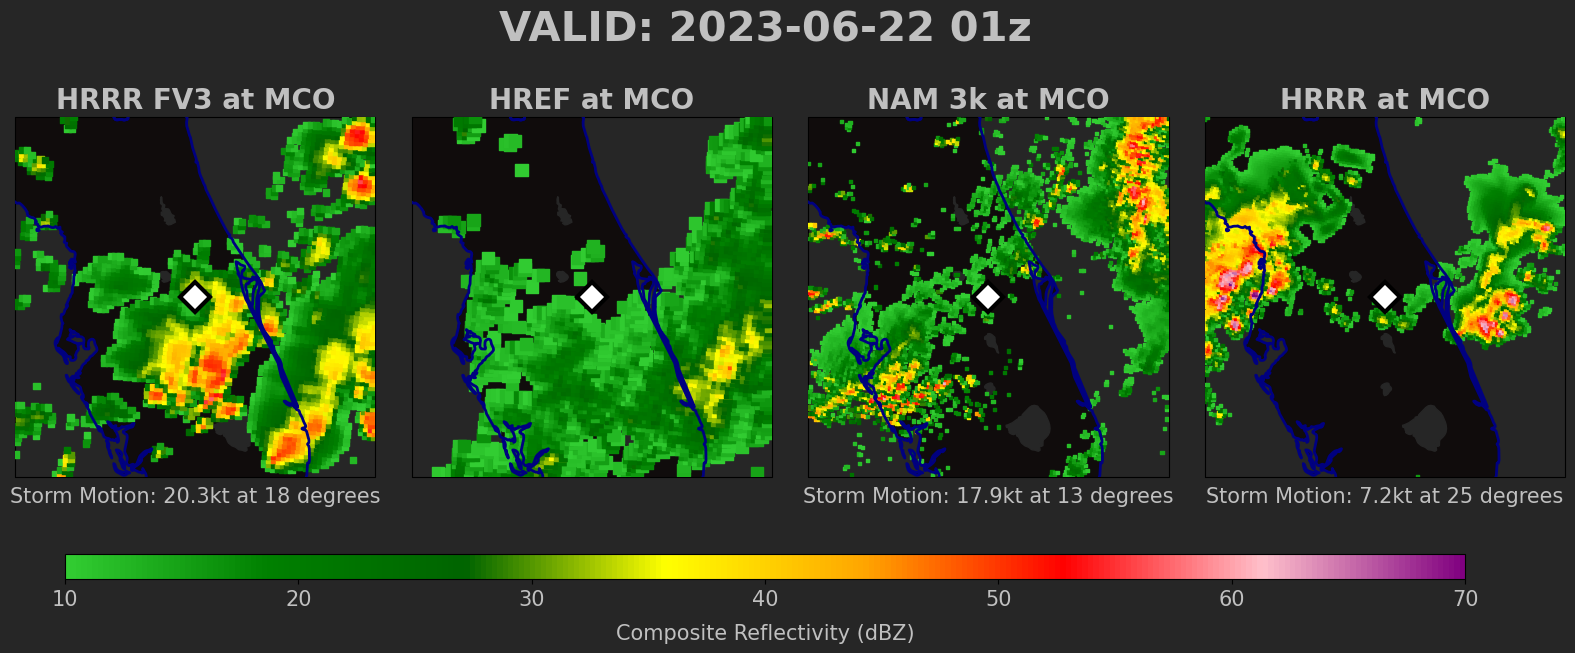 VALID: 2023-06-22 01z
HRRR FV3 at MCO
HREF at MCO
NAM 3k at MCO
HRRR at MCO
Storm Motion: 20.3kt at 18 degrees
Storm Motion: 17.9kt at 13 degrees
Storm Motion: 7.2kt at 25 degrees
10 20 30 40 50 60 70
Composite Reflectivity (dBZ)